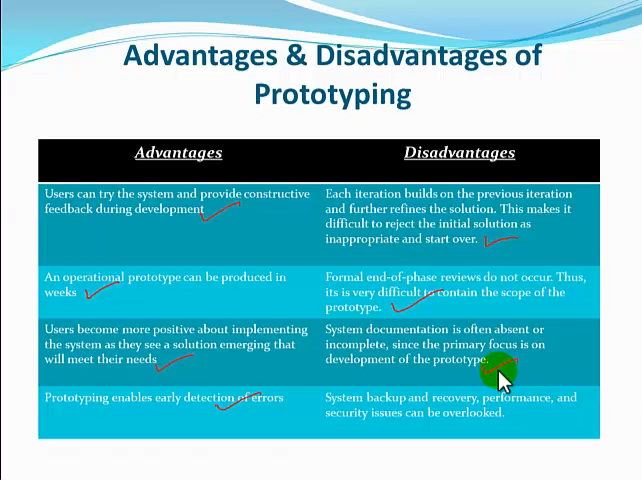 Advantages & Disadvantages of
Prototyping
Advantages
Disadvantages
Users can try the system and provide constructive
feedback during development
Each iteration builds on the previous iteration
and further refines the solution. This makes it
difficult to reject the initial solution as
inappropriate and start over.
An operational prototype can be produced in
weeks
Formal end-of-phase reviews do not occur. Thus,
its is very difficult to contain the scope of the
prototype.
Users become more positive about implementing
the system as they see a solution emerging that
will meet their needs
System documentation is often absent or
incomplete, since the primary focus is on
development of the prototype.
Prototyping enables early detection of errors
System backup and recovery, performance, and
security issues can be overlooked.